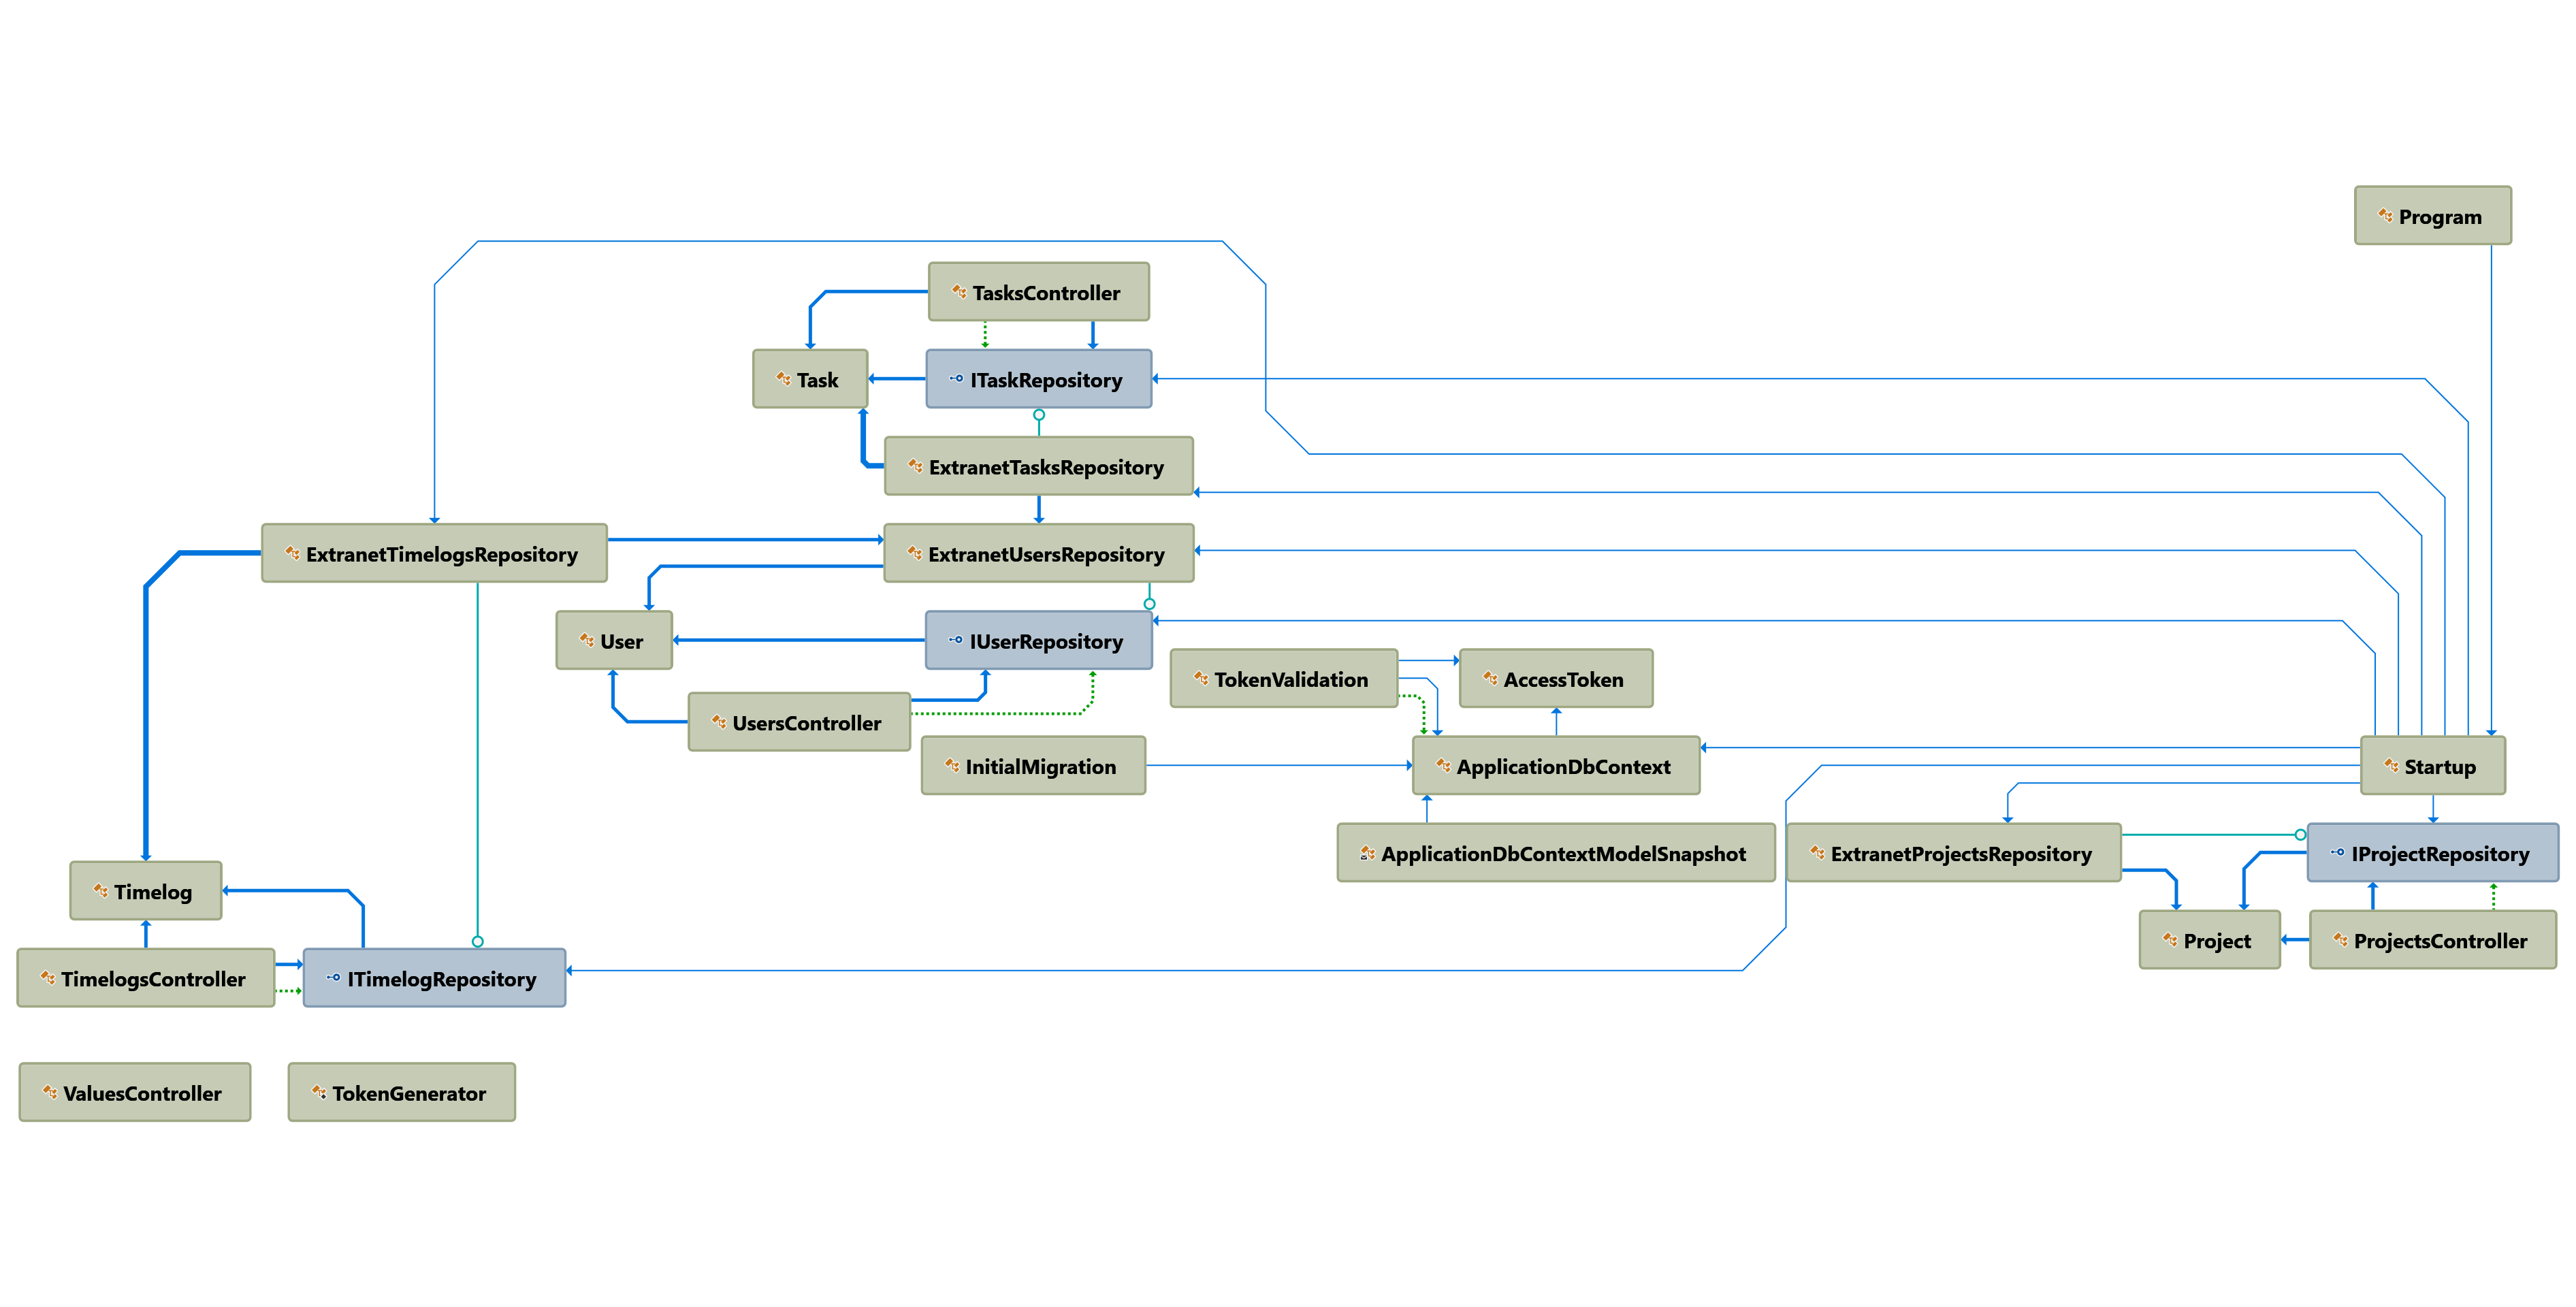 Program
TasksController
Task
ITaskRepository
ExtranetTasksRepository
ExtranetTimelogsRepository
ExtranetUsersRepository
User
IUserRepository
TokenValidation
AccessToken
UsersController
InitialMigration
ApplicationDbContext
Startup
ApplicationDbContextModelSnapshot
ExtranetProjectsRepository
IProjectRepository
Timelog
Project
ProjectsController
TimelogsController
ITimelogRepository
ValuesController
TokenGenerator